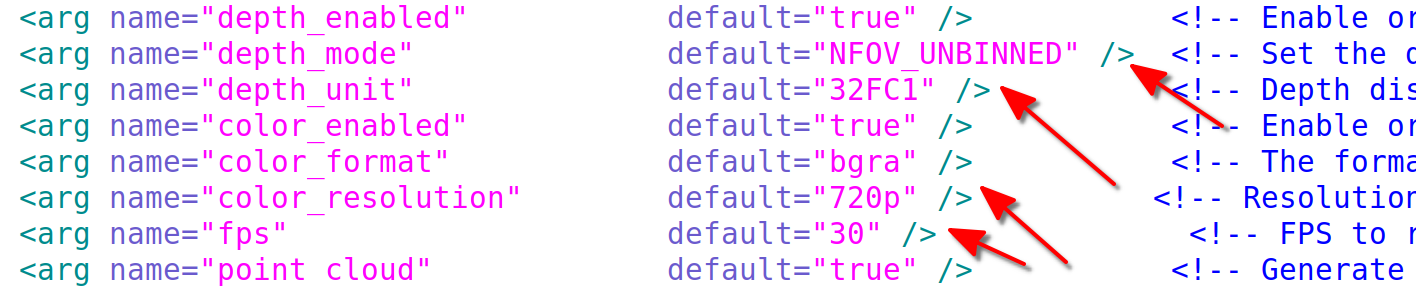 <arg name="depth_enabled" default="true" /> <!-- Enable or
<arg name="depth_mode" default="NFOV_UNBINNED" /> <!-- Set the d
<arg name="depth_unit" default="32FC1" /> <!-- Depth dis
<arg name="color_enabled" default="true" /> <!-- Enable or
<arg name="color_format" default="bgra" /> <!-- The forma
<arg name="color_resolution" default="720p" /> <!-- Resolution
<arg name="fps" default="30" /> <!-- FPS to r
<arg name="point_cloud" default="true" /> <!-- Generate